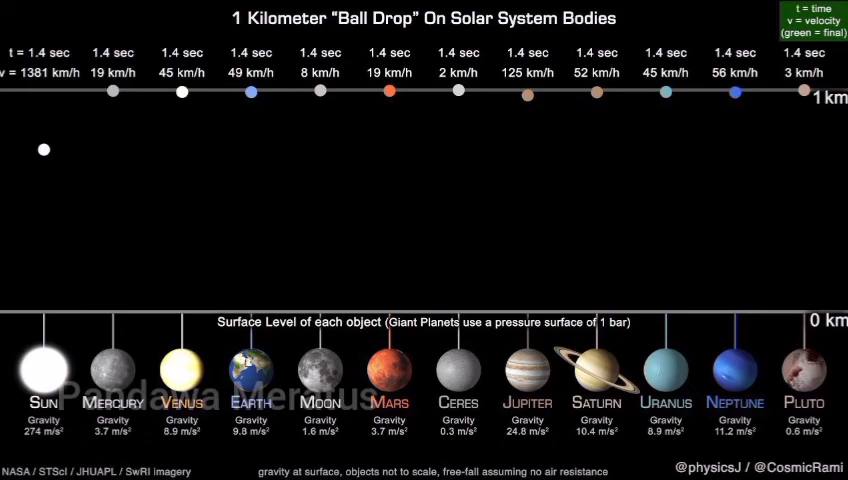 1 Kilometer “Ball Drop” On Solar System Bodies
t = time
v = velocity
(green = final)
t = 1.4 sec 1.4 sec 1.4 sec 1.4 sec 1.4 sec 1.4 sec 1.4 sec 1.4 sec 1.4 sec 1.4 sec 1.4 sec 1.4 sec
v = 1381 km/h 19 km/h 45 km/h 49 km/h 8 km/h 19 km/h 2 km/h 125 km/h 52 km/h 45 km/h 56 km/h 3 km/h
1 km
0 km
Surface Level of each object (Giant Planets use a pressure surface of 1 bar)
Pandawa Meratus
SUN MERCURY VENUS EARTH MOON MARS CERES JUPITER SATURN URANUS NEPTUNE PLUTO
Gravity Gravity Gravity Gravity Gravity Gravity Gravity Gravity Gravity Gravity Gravity Gravity
274 m/s² 3.7 m/s² 8.9 m/s² 9.8 m/s² 1.6 m/s² 3.7 m/s² 0.3 m/s² 24.8 m/s² 10.4 m/s² 8.9 m/s² 11.2 m/s² 0.6 m/s²
NASA / STScI / JHUAPL / SwRI imagery
gravity at surface, objects not to scale, free-fall assuming no air resistance
@physicsJ / @CosmicRami